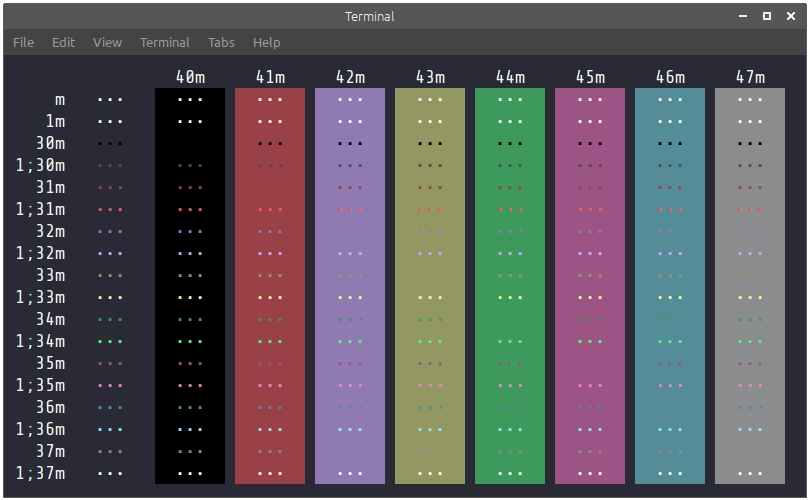 Terminal
File Edit View Terminal Tabs Help
40m 41m 42m 43m 44m 45m 46m 47m
m ··· ··· ··· ··· ··· ··· ··· ··· ···
1m ··· ··· ··· ··· ··· ··· ··· ··· ···
30m ··· ··· ··· ··· ··· ··· ··· ···
1;30m ··· ··· ··· ··· ··· ··· ··· ··· ···
31m ··· ··· ··· ··· ··· ··· ··· ···
1;31m ··· ··· ··· ··· ··· ··· ··· ··· ···
32m ··· ··· ··· ··· ··· ··· ··· ···
1;32m ··· ··· ··· ··· ··· ··· ··· ··· ···
33m ··· ··· ··· ··· ··· ··· ··· ···
1;33m ··· ··· ··· ··· ··· ··· ··· ··· ···
34m ··· ··· ··· ··· ··· ··· ··· ···
1;34m ··· ··· ··· ··· ··· ··· ··· ··· ···
35m ··· ··· ··· ··· ··· ··· ··· ···
1;35m ··· ··· ··· ··· ··· ··· ··· ··· ···
36m ··· ··· ··· ··· ··· ··· ··· ···
1;36m ··· ··· ··· ··· ··· ··· ··· ··· ···
37m ··· ··· ··· ··· ··· ··· ··· ···
1;37m ··· ··· ··· ··· ··· ··· ··· ··· ···